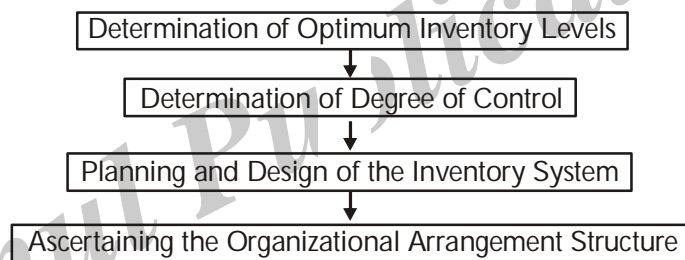 Determination of Optimum Inventory Levels
Determination of Degree of Control
Planning and Design of the Inventory System
Ascertaining the Organizational Arrangement Structure